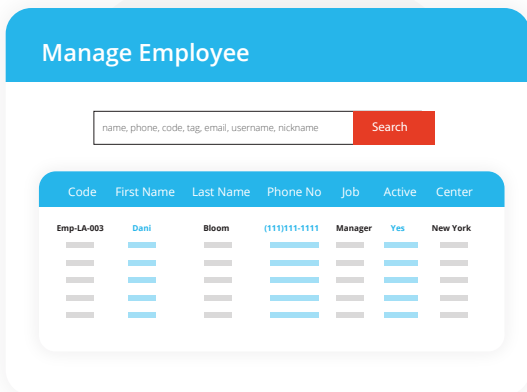 Manage Employee
name, phone, code, tag, email, username, nickname Search
Code First Name Last Name Phone No Job Active Center
Emp-LA-003 Dani Bloom (111)111-1111 Manager Yes New York